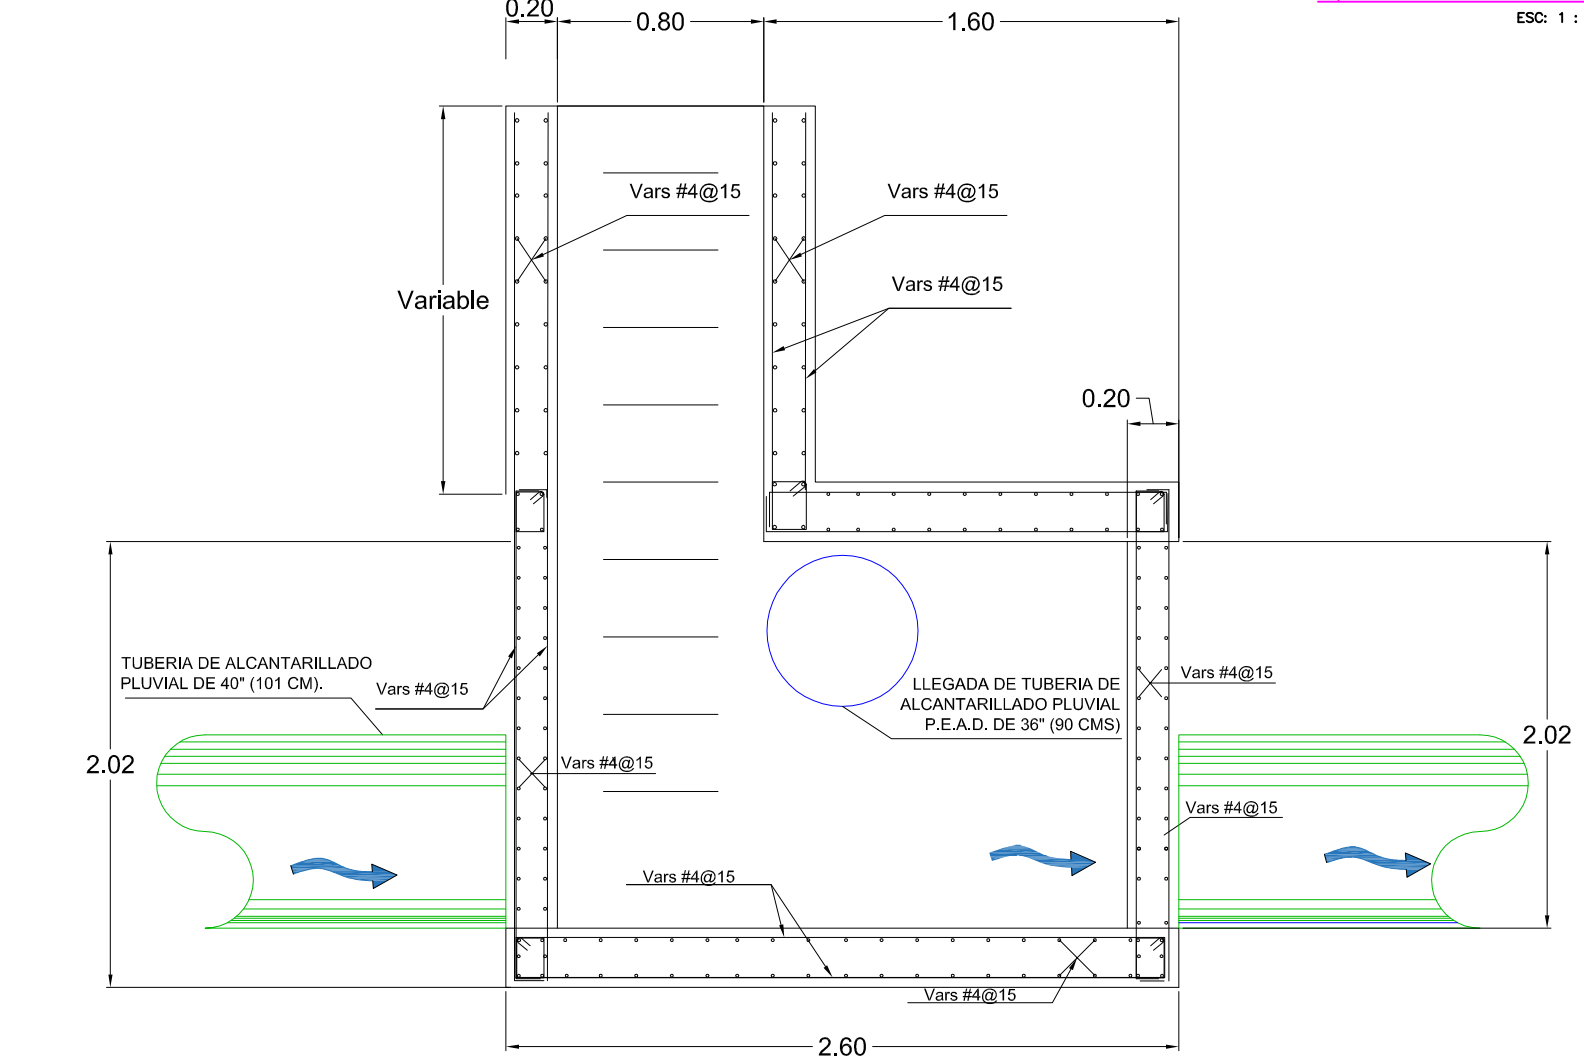 0.20
0.80
1.60
ESC: 1 :
Vars #4@15
Vars #4@15
Vars #4@15
Variable
0.20
TUBERIA DE ALCANTARILLADO
PLUVIAL DE 40" (101 CM).
Vars #4@15
LLEGADA DE TUBERIA DE
ALCANTARILLADO PLUVIAL
P.E.A.D. DE 36" (90 CMS)
Vars #4@15
2.02
2.02
Vars #4@15
Vars #4@15
Vars #4@15
Vars #4@15
2.60